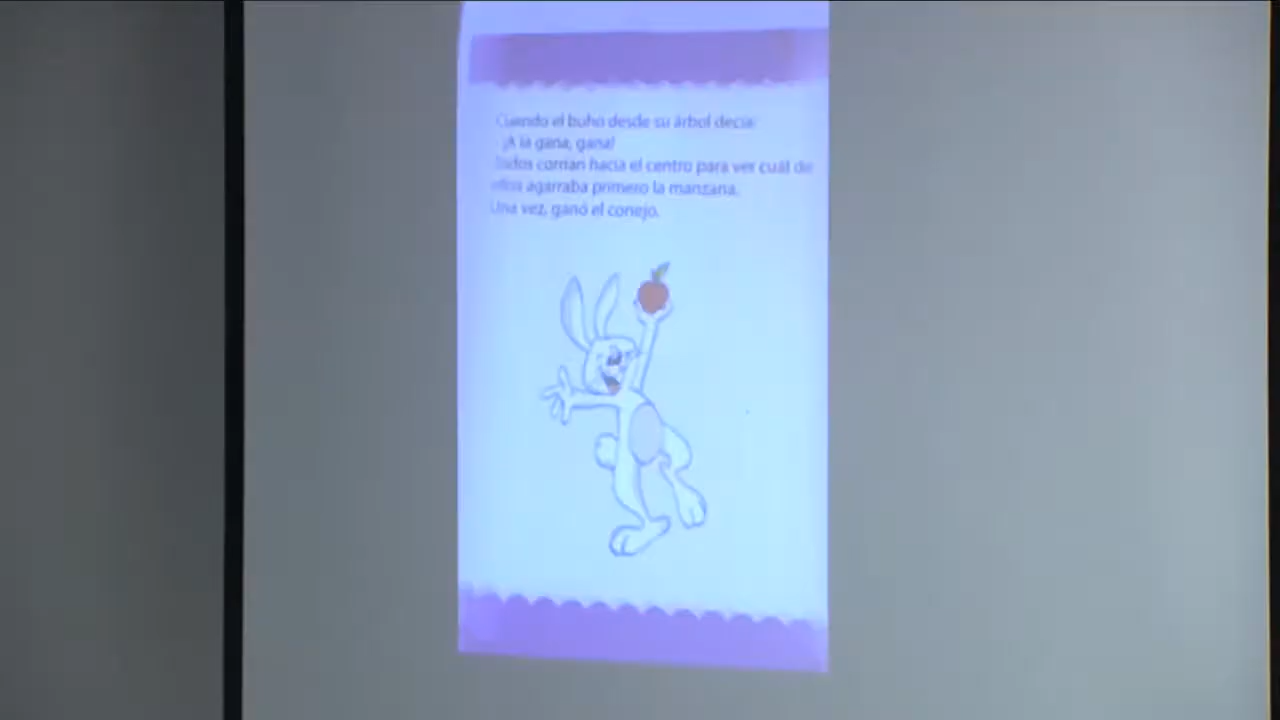 Cuando el buho desde su árbol decía:
¡A la gana, gana!
Todos corrían hacia el centro para ver cuál de
ellos agarraba primero la manzana.
Una vez, ganó el conejo.